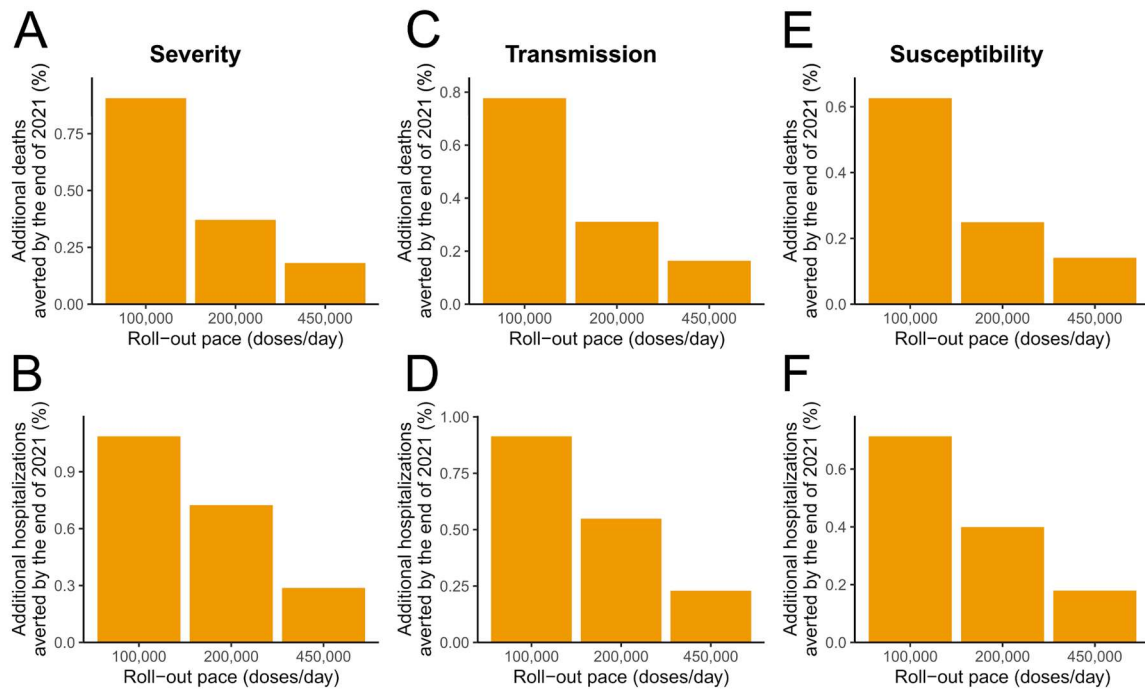 A
Severity
Additional deaths
averted by the end of 2021 (%)
0.75
0.50
0.25
0.00
100,000
200,000
450,000
Roll−out pace (doses/day)
C
Transmission
Additional deaths
averted by the end of 2021 (%)
0.8
0.6
0.4
0.2
0.0
100,000
200,000
450,000
Roll−out pace (doses/day)
E
Susceptibility
Additional deaths
averted by the end of 2021 (%)
0.6
0.4
0.2
0.0
100,000
200,000
450,000
Roll−out pace (doses/day)
B
Additional hospitalizations
averted by the end of 2021 (%)
0.9
0.6
0.3
0.0
100,000
200,000
450,000
Roll−out pace (doses/day)
D
Additional hospitalizations
averted by the end of 2021 (%)
1.00
0.75
0.50
0.25
0.00
100,000
200,000
450,000
Roll−out pace (doses/day)
F
Additional hospitalizations
averted by the end of 2021 (%)
0.6
0.4
0.2
0.0
100,000
200,000
450,000
Roll−out pace (doses/day)